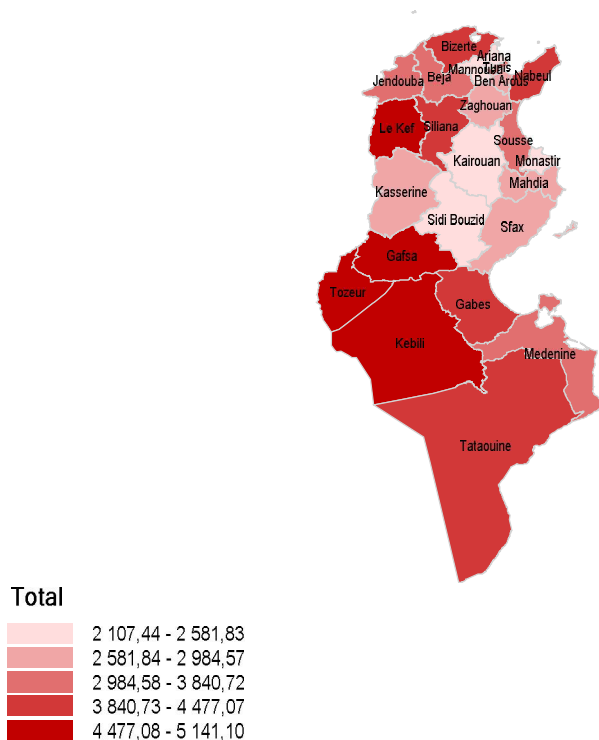 Bizerte
Ariana
Mannouba
Tunis
Nabeul
Jendouba
Beja
Ben Arous
Zaghouan
Le Kef
Siliana
Sousse
Kairouan
Monastir
Mahdia
Kasserine
Sidi Bouzid
Sfax
Gafsa
Tozeur
Gabes
Kebili
Medenine
Tataouine
Total
2 107,44 - 2 581,83
2 581,84 - 2 984,57
2 984,58 - 3 840,72
3 840,73 - 4 477,07
4 477,08 - 5 141,10